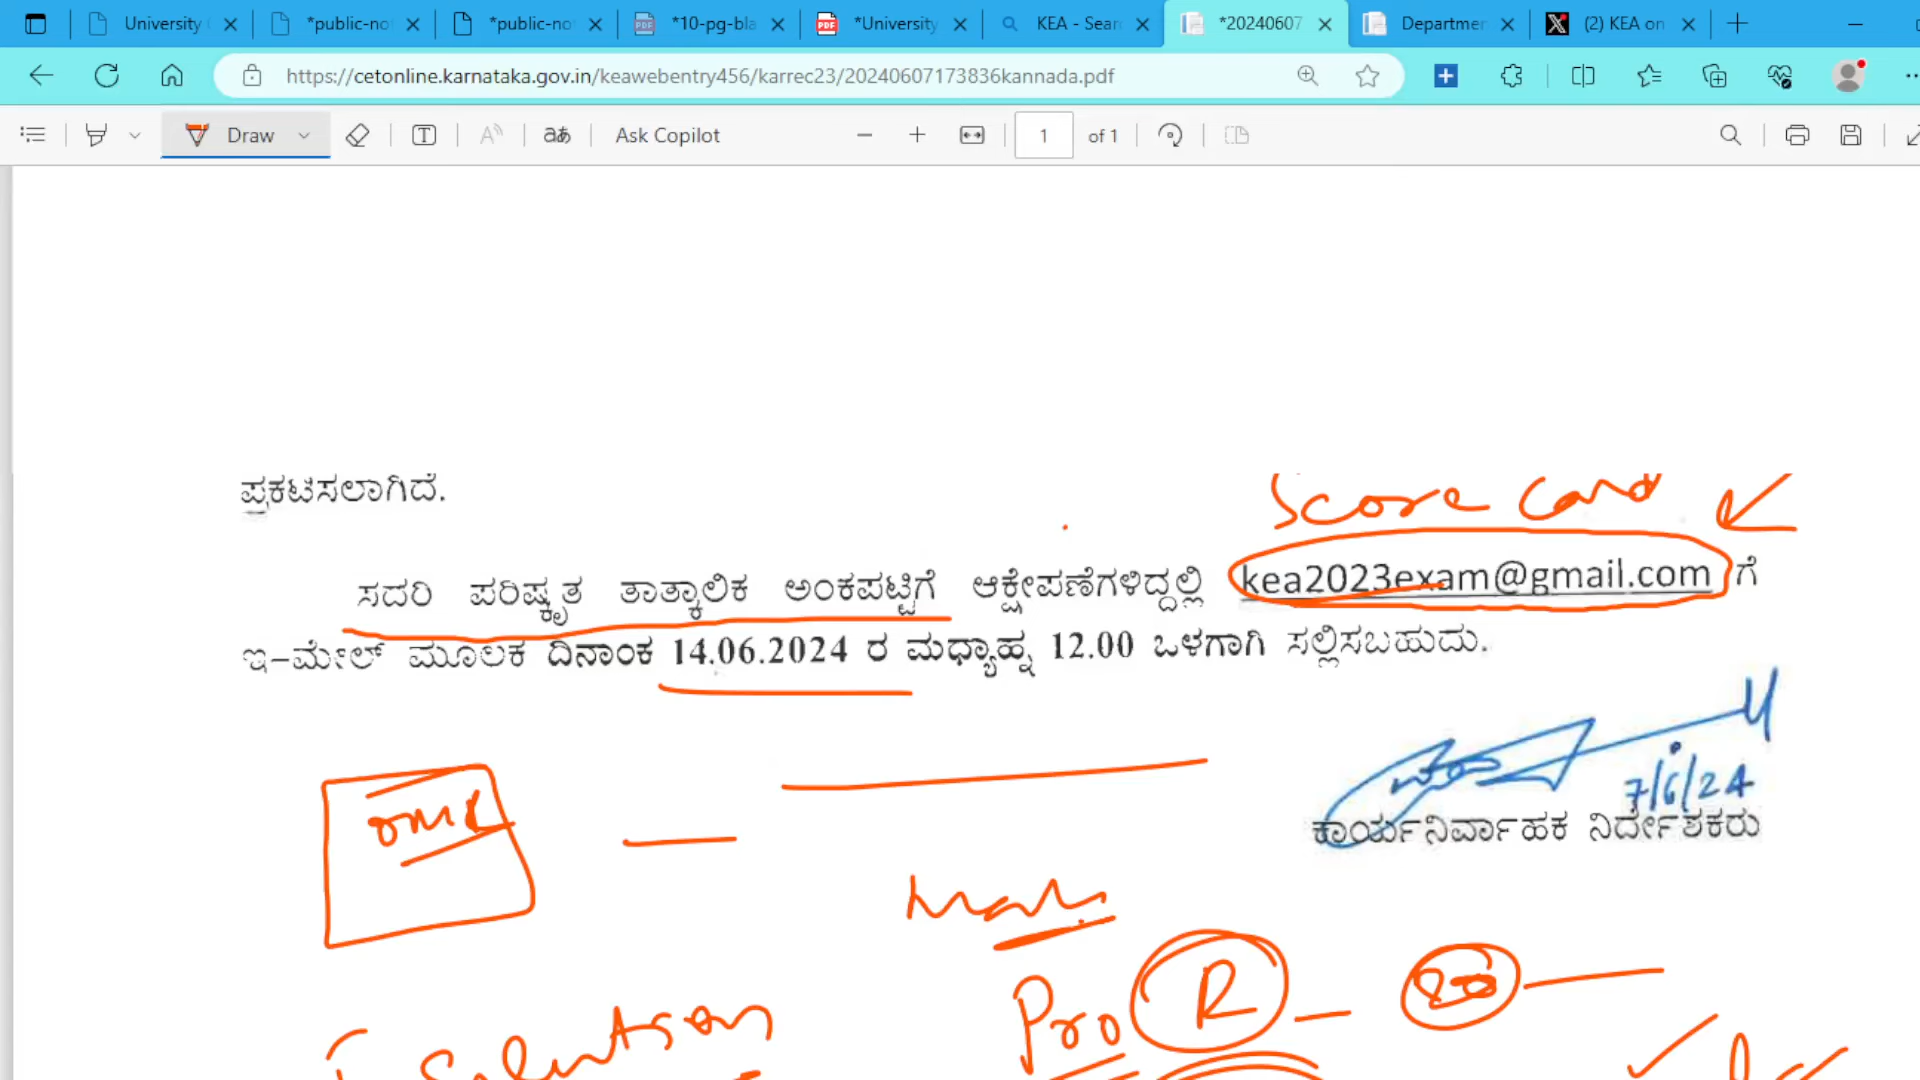 University
*public-no
*public-no
*10-pg-bla
*University
KEA - Sear
*20240607
Departmen
(2) KEA on
https://cetonline.karnataka.gov.in/keawebentry456/karrec23/20240607173836kannada.pdf
Draw
Ask Copilot
1 of 1
ಪ್ರಕಟಿಸಲಾಗಿದೆ.
Score Card
ಸದರಿ ಪರಿಷ್ಕೃತ ತಾತ್ಕಾಲಿಕ ಅಂಕಪಟ್ಟಿಗೆ ಆಕ್ಷೇಪಣೆಗಳಿದ್ದಲ್ಲಿ kea2023exam@gmail.com ಗೆ
ಇ-ಮೇಲ್ ಮೂಲಕ ದಿನಾಂಕ 14.06.2024 ರ ಮಧ್ಯಾಹ್ನ 12.00 ಒಳಗಾಗಿ ಸಲ್ಲಿಸಬಹುದು.
7/6/24
ಕಾರ್ಯನಿರ್ವಾಹಕ ನಿರ್ದೇಶಕರು
OMR
Pro R